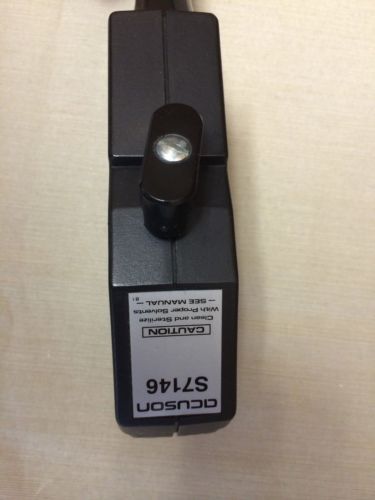 acuson
S7146
CAUTION
Clean and Sterilize
With Proper Solvents
— SEE MANUAL —